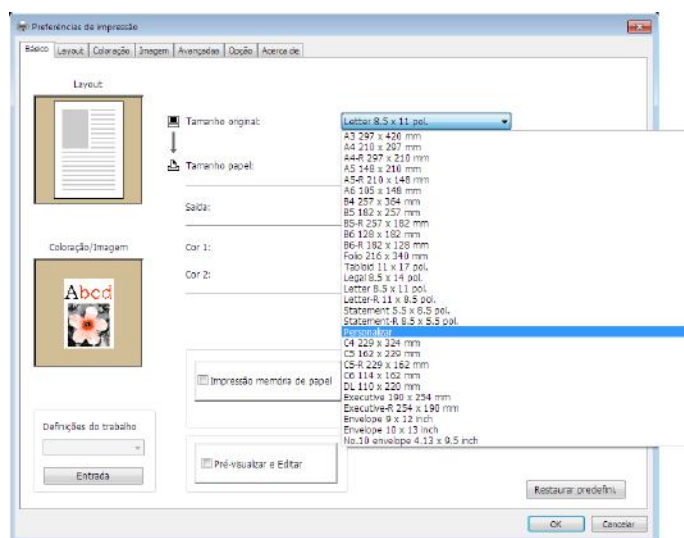 Preferências de impressão
Básico Layout Coloração Imagem Avançadas Opção Acerca de
Layout
Tamanho original:
Letter 8.5 x 11 pol.
A3 297 x 420 mm
A4 210 x 297 mm
A4-R 297 x 210 mm
A5 148 x 210 mm
A5-R 210 x 148 mm
A6 105 x 148 mm
B4 257 x 364 mm
B5 182 x 257 mm
B5-R 257 x 182 mm
B6 128 x 182 mm
B6-R 182 x 128 mm
Folio 216 x 340 mm
Tabloid 11 x 17 pol.
Legal 8.5 x 14 pol.
Letter 8.5 x 11 pol.
Letter-R 11 x 8.5 pol.
Statement 5.5 x 8.5 pol.
Statement-R 8.5 x 5.5 pol.
Personalizar
C4 229 x 324 mm
C5 162 x 229 mm
C5-R 229 x 162 mm
C6 114 x 162 mm
DL 110 x 220 mm
Executive 190 x 254 mm
Executive-R 254 x 190 mm
Envelope 9 x 12 inch
Envelope 10 x 13 inch
No.10 envelope 4.13 x 9.5 inch
Tamanho papel:
Saída:
Coloração/Imagem
Cor 1:
Cor 2:
Abcd
Impressão memória de papel
Definições do trabalho
Entrada
Pré-visualizar e Editar
Restaurar predefini.
OK
Cancelar